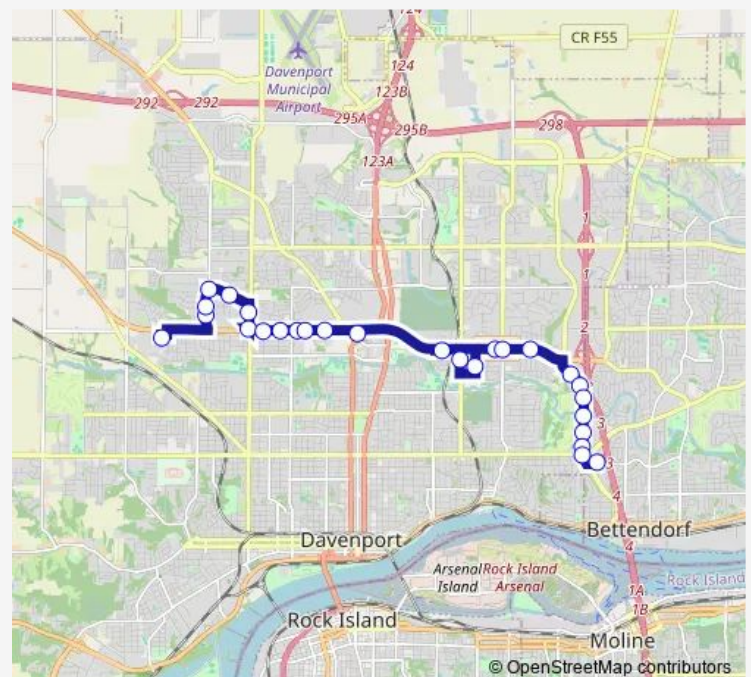 124
CR F55
124
Davenport
Municipal
Airport
123B
292
292
295A
295B
298
123A
1
1
2
3
3
4
Davenport
Bettendorf
4
Arsenal
Island
Rock Island
Arsenal
Rock Island
1A
1B
Rock Island
Moline
© OpenStreetMap contributors